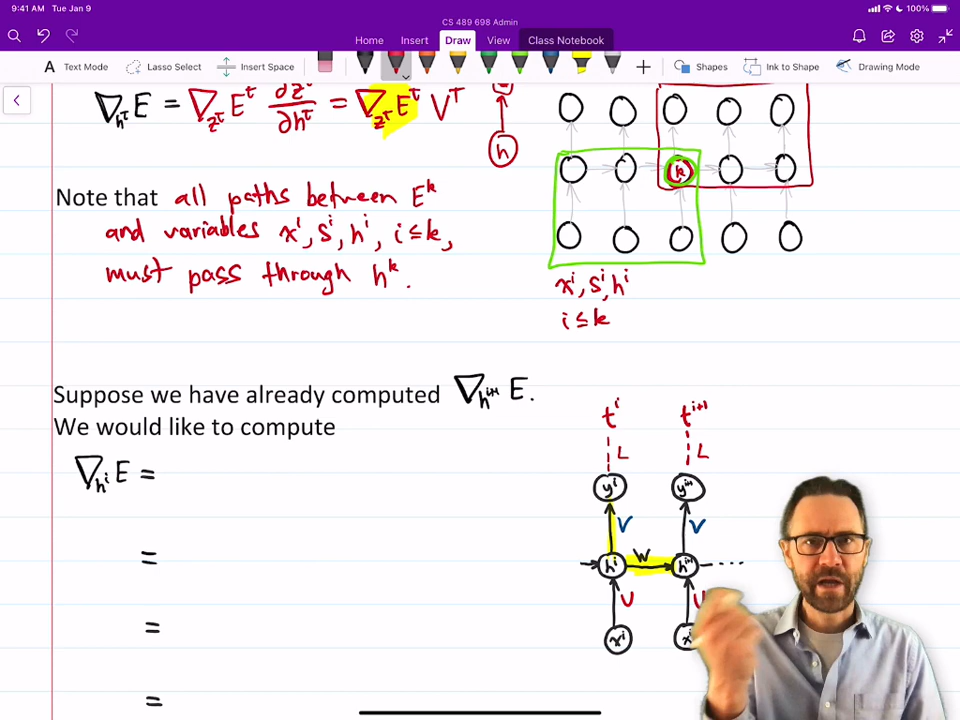 9:41 AM Tue Jan 9
100%
CS 489 698 Admin
Home Insert Draw View Class Notebook
A Text Mode Lasso Select Insert Space Shapes Ink to Shape Drawing Mode
∇_{h^τ} E = ∇_{z^τ} E^τ ∂z^τ/∂h^τ = ∇_{z^τ} E^τ V^T
h
k
Note that all paths between E^k
and variables x^i, s^i, h^i, i ≤ k,
must pass through h^k.
x^i, s^i, h^i
i ≤ k
Suppose we have already computed ∇_{h^{i+1}} E.
We would like to compute
∇_{h^i} E =
=
=
=
t^i t^{i+1}
L L
y^i y^{i+1}
V V
h^i W h^{i+1} ...
U U
x^i